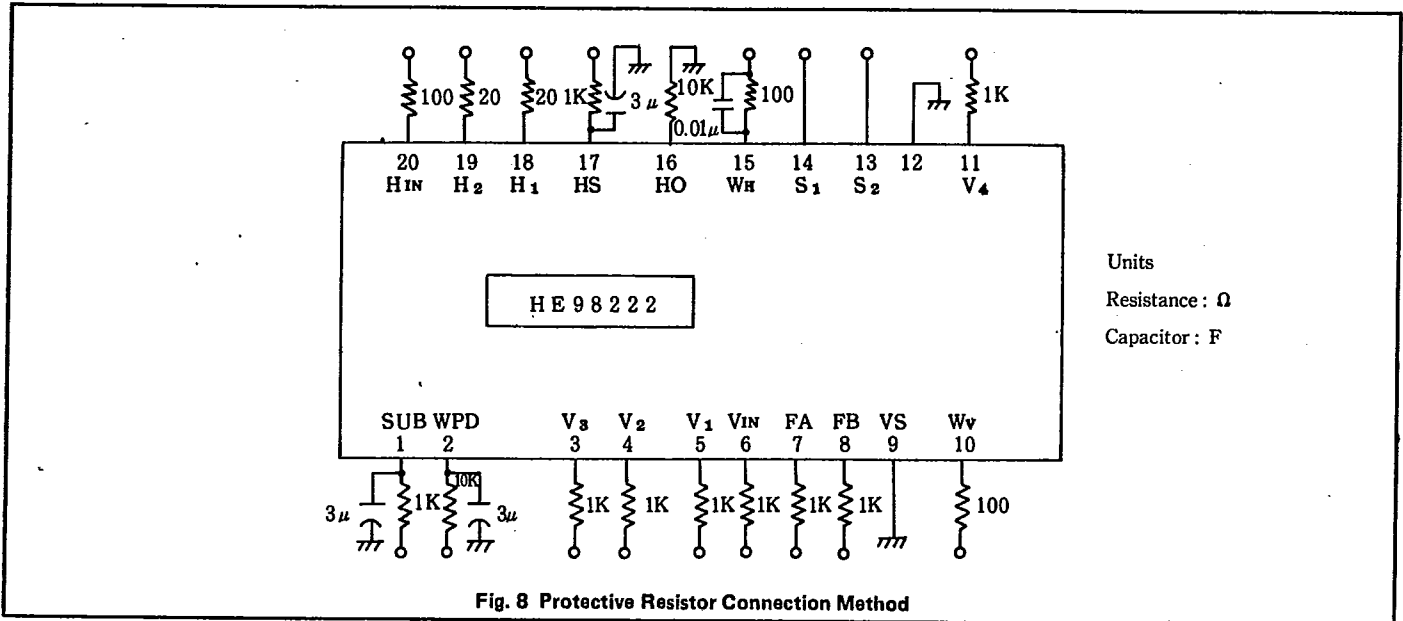 100 20 20 1K 3μ 10K 0.01μ 100 1K
20 19 18 17 16 15 14 13 12 11
HIN H2 H1 HS HO WH S1 S2 V4
Units
Resistance : Ω
Capacitor : F
HE98222
SUB WPD V3 V2 V1 VIN FA FB VS WV
1 2 3 4 5 6 7 8 9 10
3μ 1K 10K 3μ 1K 1K 1K 1K 1K 1K 100
Fig. 8 Protective Resistor Connection Method